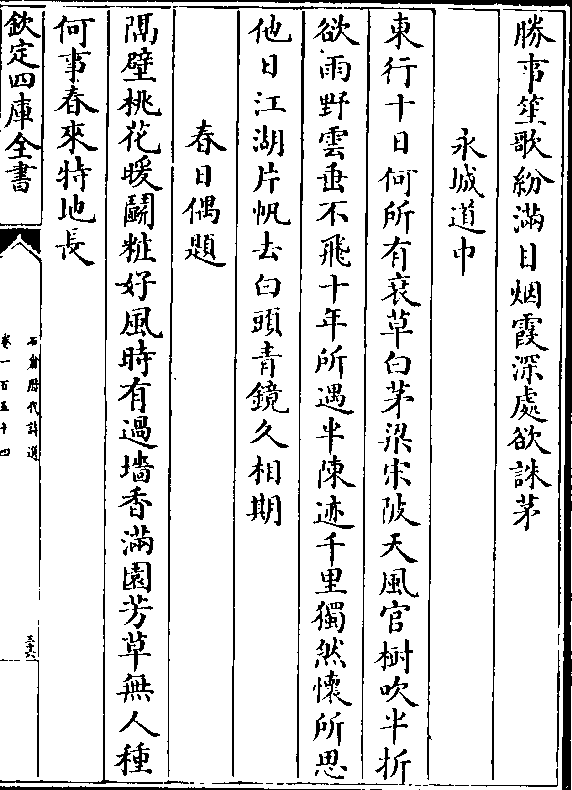 勝事笙歌紛滿目烟霞深處欲誅茅
永城道中
東行十日何所有衰草白茅梁宋陂天風官樹吹半折
欲雨野雲垂不飛十年所遇半陳迹千里獨然懷所思
他日江湖片帆去白頭青鏡久相期
春日偶題
隔壁桃花暖鬭粧好風時有過墻香滿園芳草無人種
何事春來特地長
欽定四庫全書
石倉歷代詩選
卷一百五十四